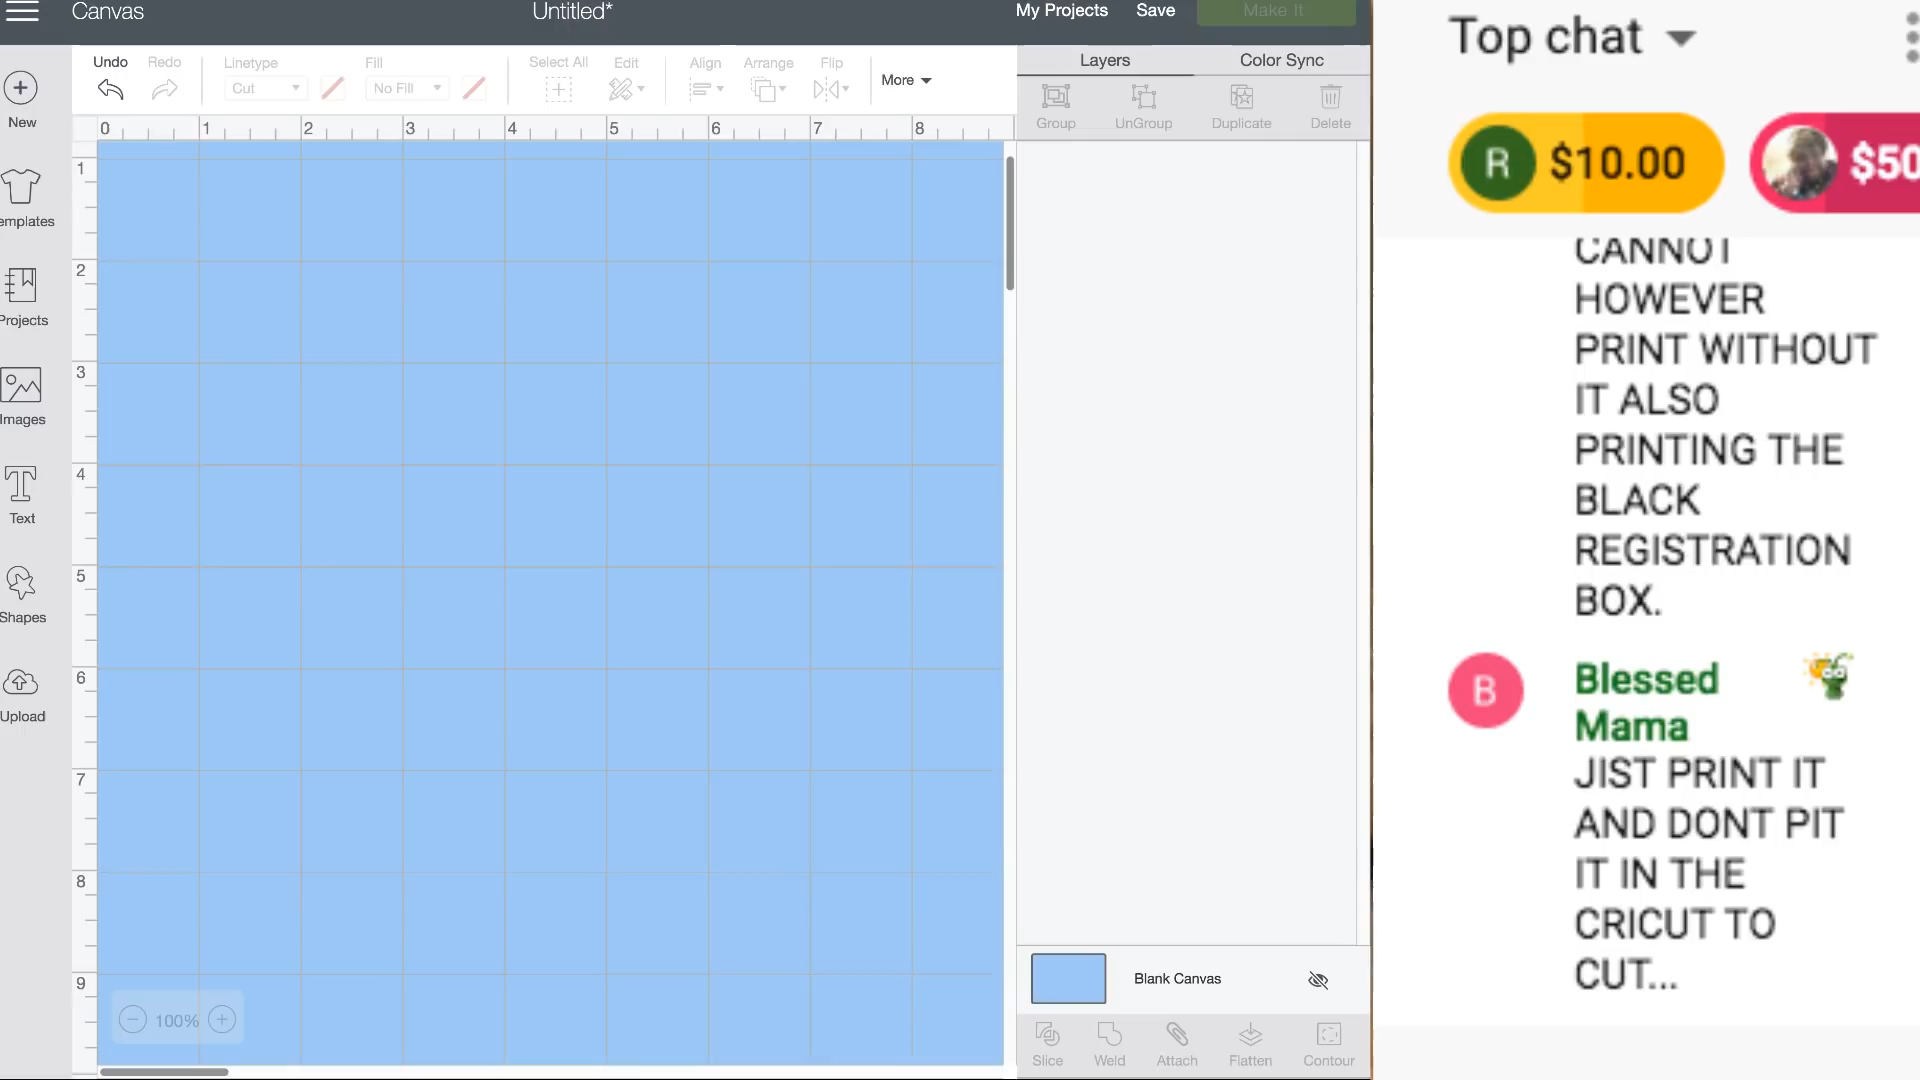 Canvas
Untitled*
My Projects
Save
Make It
Undo
Redo
Linetype
Cut
Fill
No Fill
Select All
Edit
Align
Arrange
Flip
More
Layers
Color Sync
Group
UnGroup
Duplicate
Delete
0 1 2 3 4 5 6 7 8
1
2
3
4
5
6
7
8
9
New
emplates
Projects
Images
Text
Shapes
Upload
100%
Blank Canvas
Slice
Weld
Attach
Flatten
Contour
Top chat
R $10.00
$50
CANNOT
HOWEVER
PRINT WITHOUT
IT ALSO
PRINTING THE
BLACK
REGISTRATION
BOX.
B
Blessed
Mama
JIST PRINT IT
AND DONT PIT
IT IN THE
CRICUT TO
CUT...